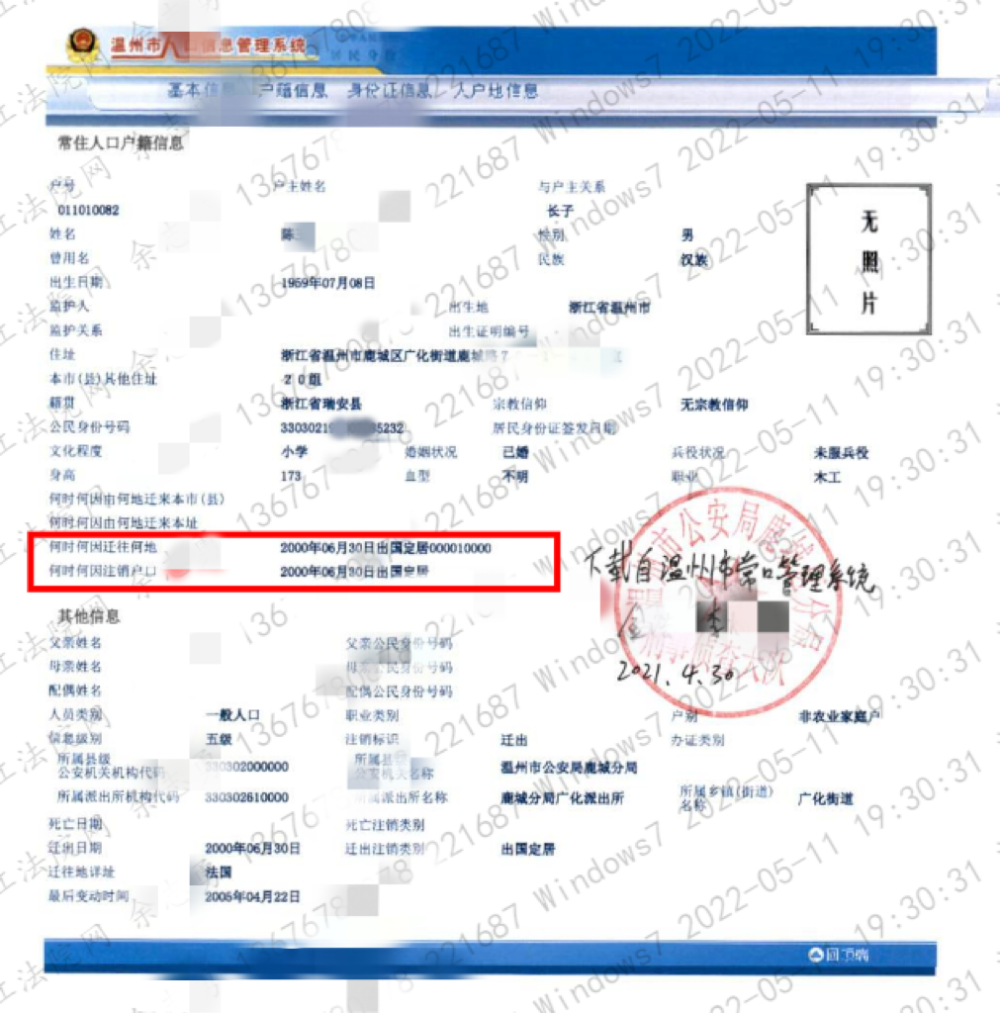 温州市人口信息管理系统
基本信息 户籍信息 身份证信息 人户地信息
常住人口户籍信息
户号 户主姓名 与户主关系
011010082 长子
姓名 陈 性别 男
曾用名 民族 汉族
出生日期 1959年07月08日
监护人 出生地 浙江省温州市
监护关系 出生证明编号
住址 浙江省温州市鹿城区广化街道鹿城路7
本市(县)其他住址 20组
籍贯 浙江省瑞安县 宗教信仰 无宗教信仰
公民身份号码 3303021 5232 居民身份证签发日期
文化程度 小学 婚姻状况 已婚 兵役状况 未服兵役
身高 173 血型 不明 职业 木工
何时何因由何地迁来本市(县)
何时何因由何地迁来本址
何时何因迁往何地 2000年06月30日出国定居000010000
何时何因注销户口 2000年06月30日出国定居
无照片
下载自温州市常口管理系统
2021.4.30
市公安局鹿城分局
其他信息
父亲姓名 父亲公民身份号码
母亲姓名 母亲公民身份号码
配偶姓名 配偶公民身份号码
人员类别 一般人口 职业类别 户别 非农业家庭户
信息级别 五级 注销标识 迁出 办证类别
所属县级公安机关机构代码 330302000000 所属县级公安机关名称 温州市公安局鹿城分局
所属派出所机构代码 330302610000 所属派出所名称 鹿城分局广化派出所 所属乡镇(街道)名称 广化街道
死亡日期 死亡注销类别
迁出日期 2000年06月30日 迁出注销类别 出国定居
迁往地详址 法国
最后变动时间 2005年04月22日
回顶端
221687 Windows7 2022-05-11 19:30:31